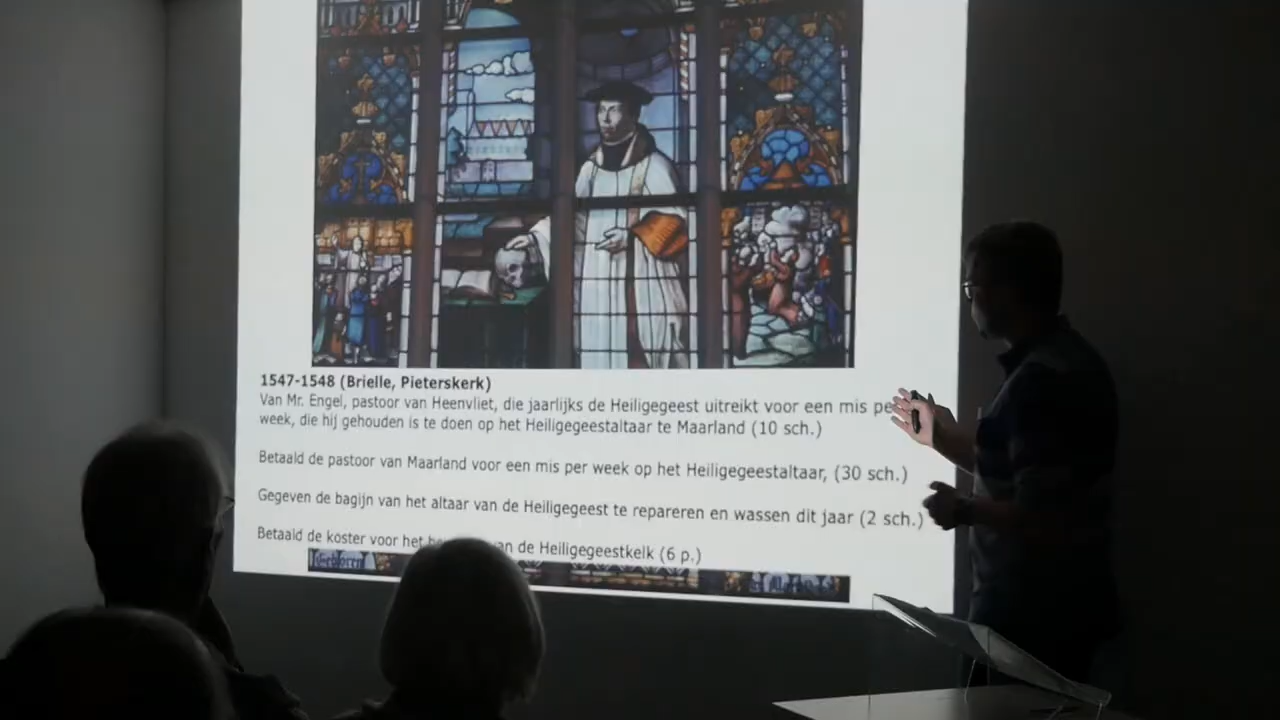 1547-1548 (Brielle, Pieterskerk)
Van Mr. Engel, pastoor van Heenvliet, die jaarlijks de Heiligegeest uitreikt voor een mis pe
week, die hij gehouden is te doen op het Heiligegeestaltaar te Maarland (10 sch.)
Betaald de pastoor van Maarland voor een mis per week op het Heiligegeestaltaar, (30 sch.)
Gegeven de bagijn van het altaar van de Heiligegeest te repareren en wassen dit jaar (2 sch.)
Betaald de koster voor het van de Heiligegeestkelk (6 p.)